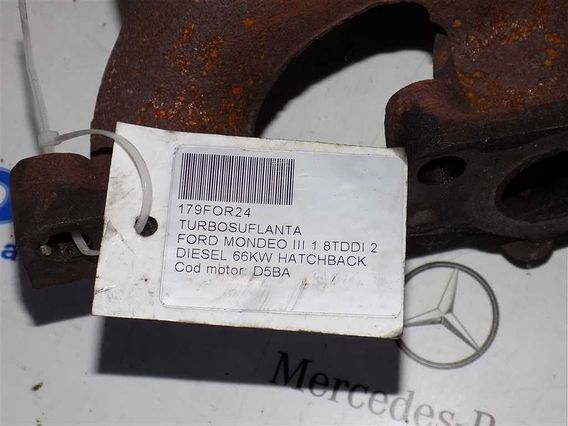 179FOR24
TURBOSUFLANTA
FORD MONDEO III 1.8TDDI 2
DIESEL 66KW HATCHBACK
Cod motor: D5BA
Mercedes-B